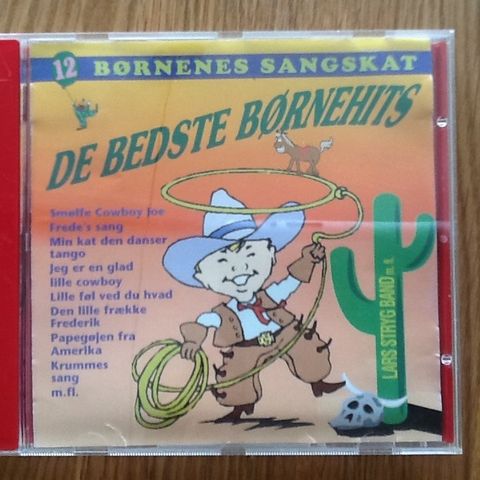 12 BØRNENES SANGSKAT
DE BEDSTE BØRNEHITS
Smølfe Cowboy Joe
Frede's sang
Min kat den danser
tango
Jeg er en glad
lille cowboy
Lille føl ved du hvad
Den lille frække
Frederik
Papegøjen fra
Amerika
Krummes
sang
m.fl.
LARS STRYG BAND m. fl.